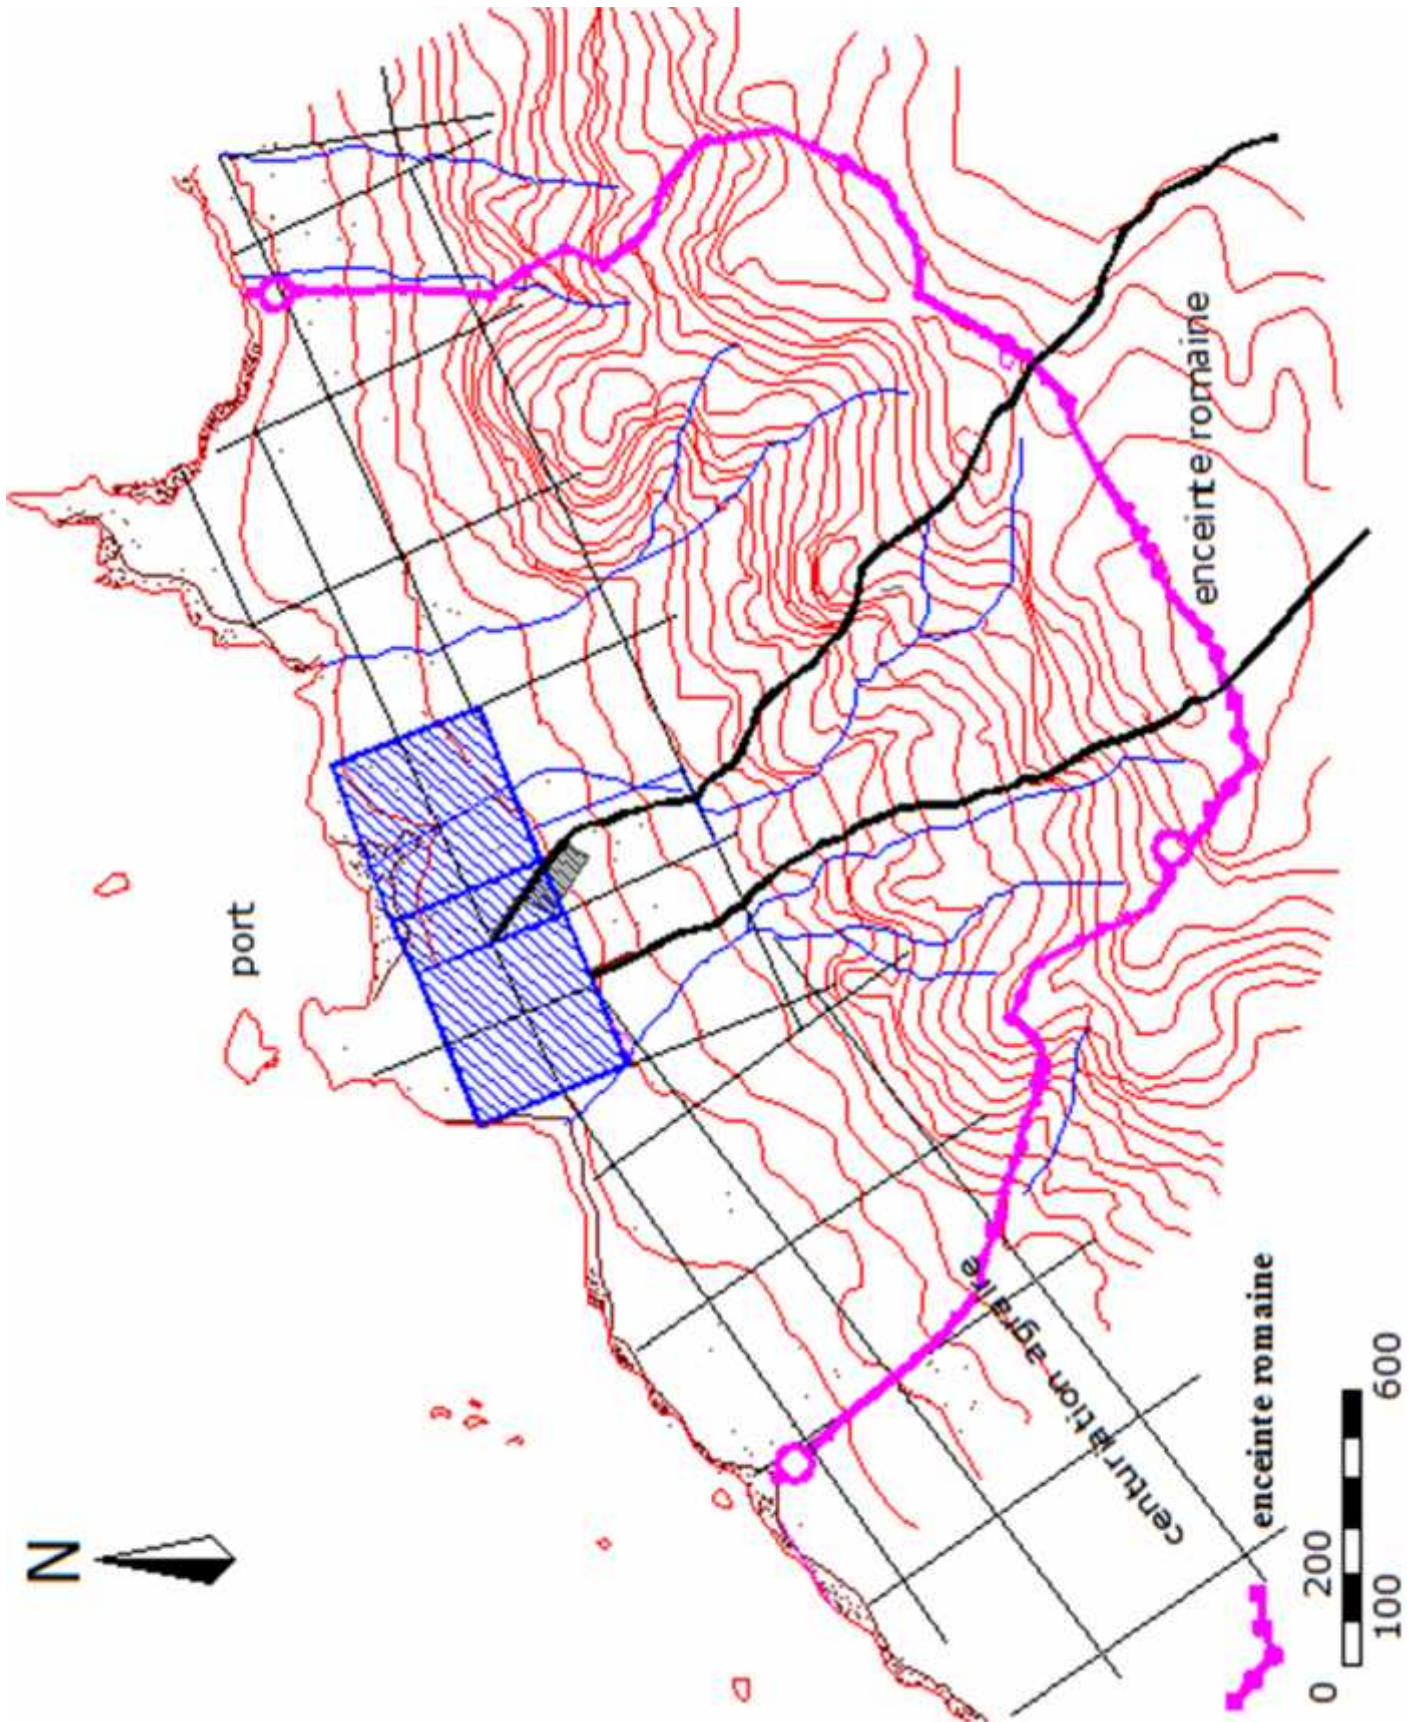 N
port
enceinte romaine
centuriation agraire
enceinte romaine
0
100
200
600